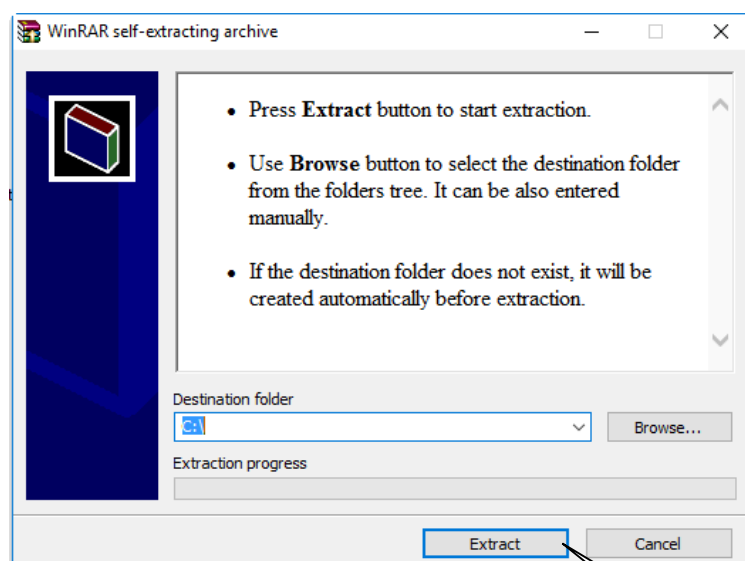 WinRAR self-extracting archive
• Press Extract button to start extraction.
• Use Browse button to select the destination folder
from the folders tree. It can be also entered
manually.
• If the destination folder does not exist, it will be
created automatically before extraction.
Destination folder
C:\
Browse...
Extraction progress
Extract
Cancel